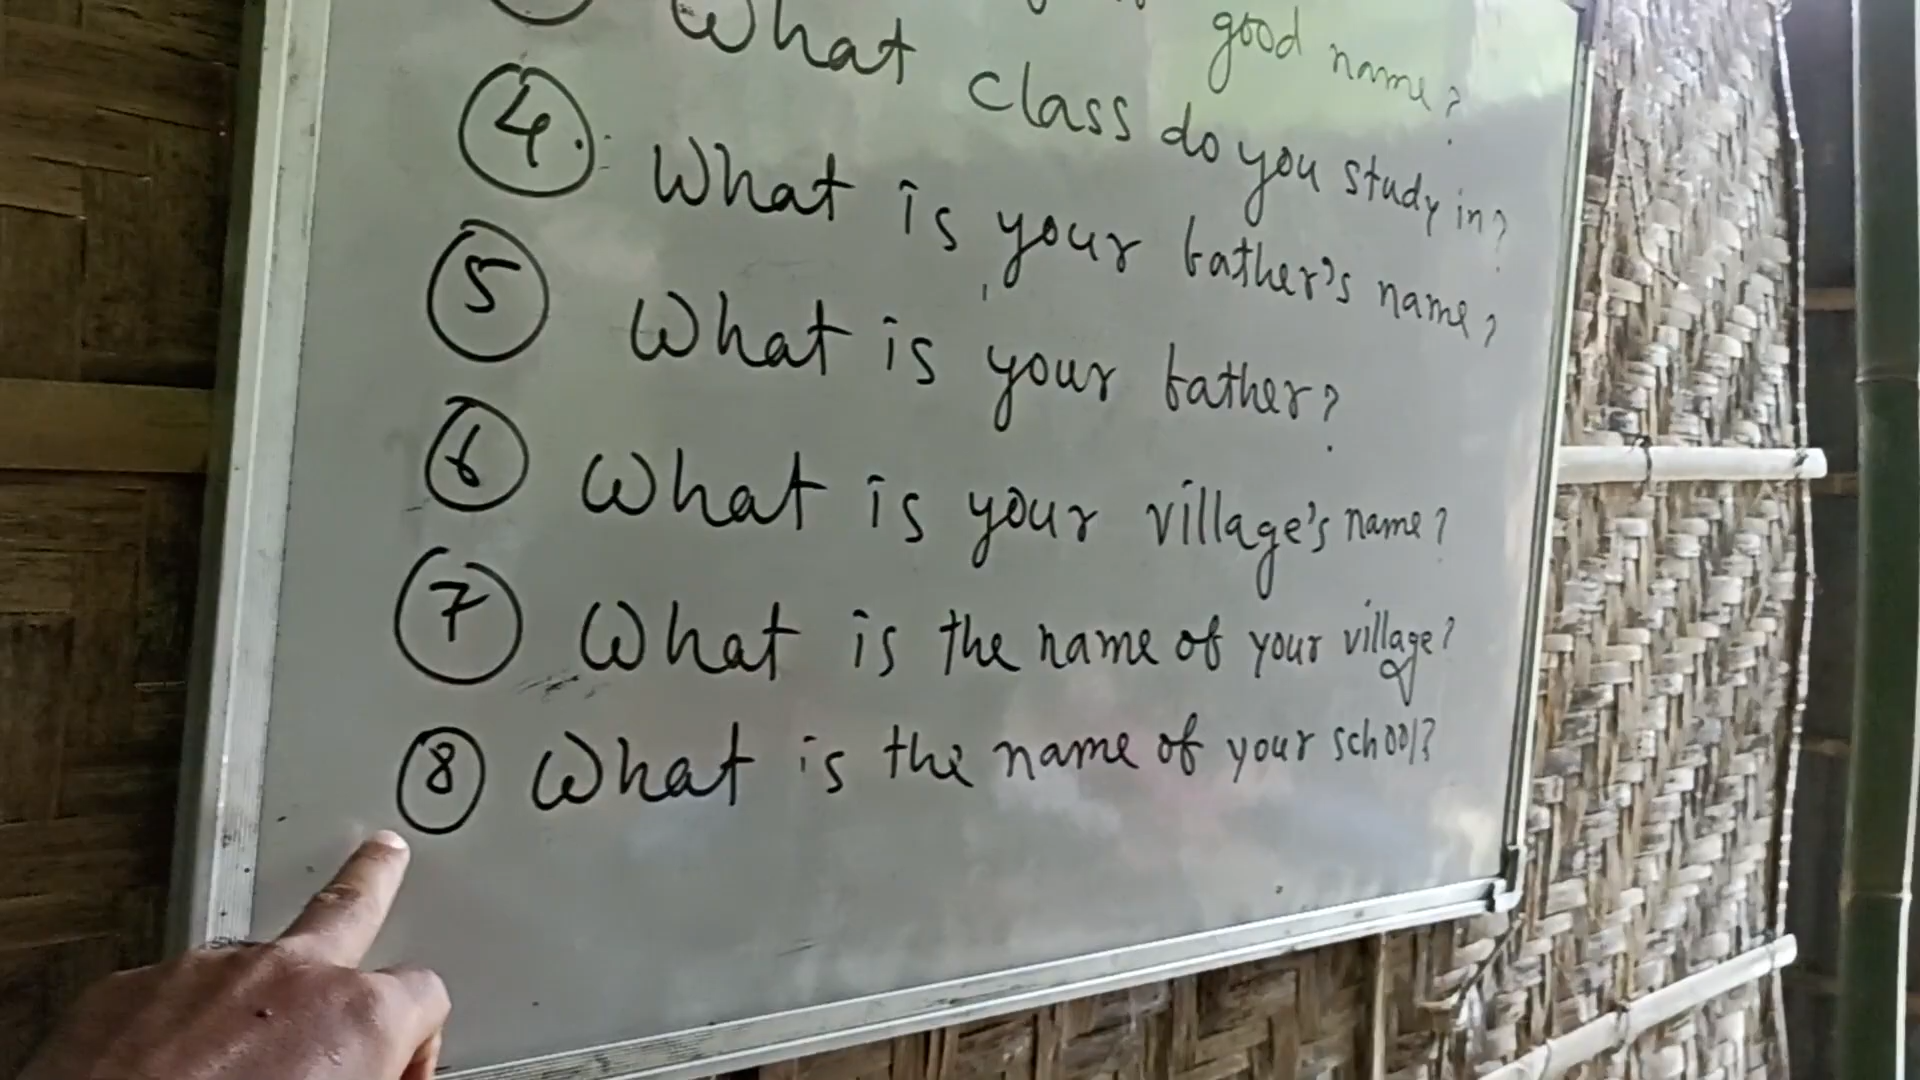 good name?
What class do you study in?
4. What is your father's name?
5 What is your father?
6 What is your village's name?
7 What is the name of your village?
8 What is the name of your school?